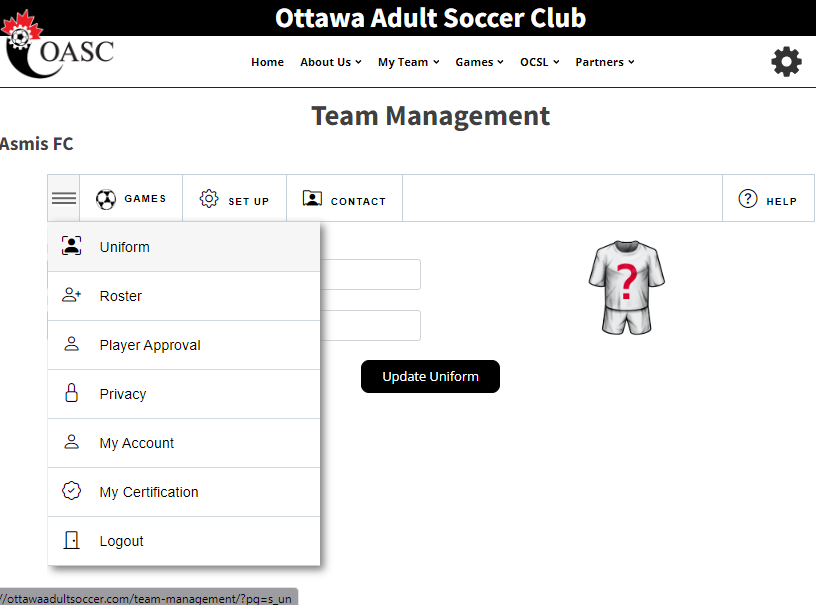 Ottawa Adult Soccer Club
OASC
Home About Us My Team Games OCSL Partners
Team Management
Asmis FC
GAMES SET UP CONTACT ? HELP
Uniform
?
Roster
Player Approval
Update Uniform
Privacy
My Account
My Certification
Logout
//ottawaadultsoccer.com/team-management/?pg=s_un